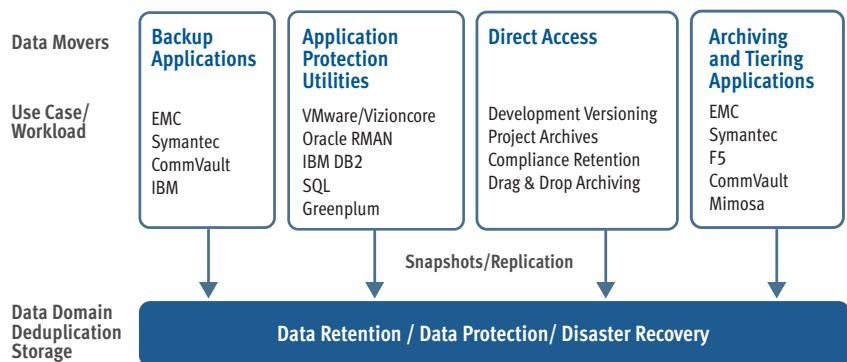 Data Movers
Backup
Applications
Application
Protection
Utilities
Direct Access
Archiving
and Tiering
Applications
Use Case/
Workload
EMC
Symantec
CommVault
IBM
VMware/Vizioncore
Oracle RMAN
IBM DB2
SQL
Greenplum
Development Versioning
Project Archives
Compliance Retention
Drag & Drop Archiving
EMC
Symantec
F5
CommVault
Mimosa
Snapshots/Replication
Data Domain
Deduplication
Storage
Data Retention / Data Protection/ Disaster Recovery